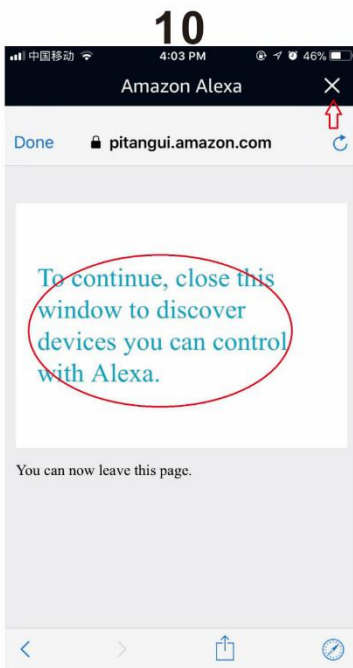 10
中国移动 4:03 PM 46%
Amazon Alexa
Done pitangui.amazon.com
To continue, close this
window to discover
devices you can control
with Alexa.
You can now leave this page.